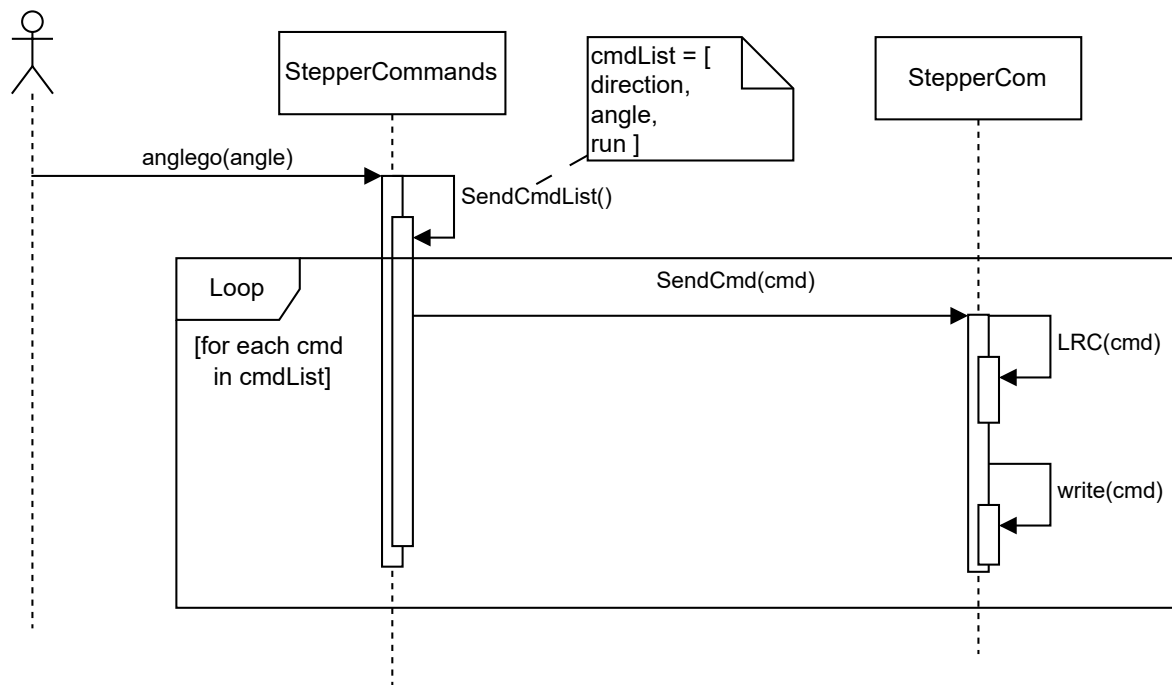 StepperCommands
cmdList = [
direction,
angle,
run ]
StepperCom
anglego(angle)
SendCmdList()
Loop
SendCmd(cmd)
[for each cmd
in cmdList]
LRC(cmd)
write(cmd)